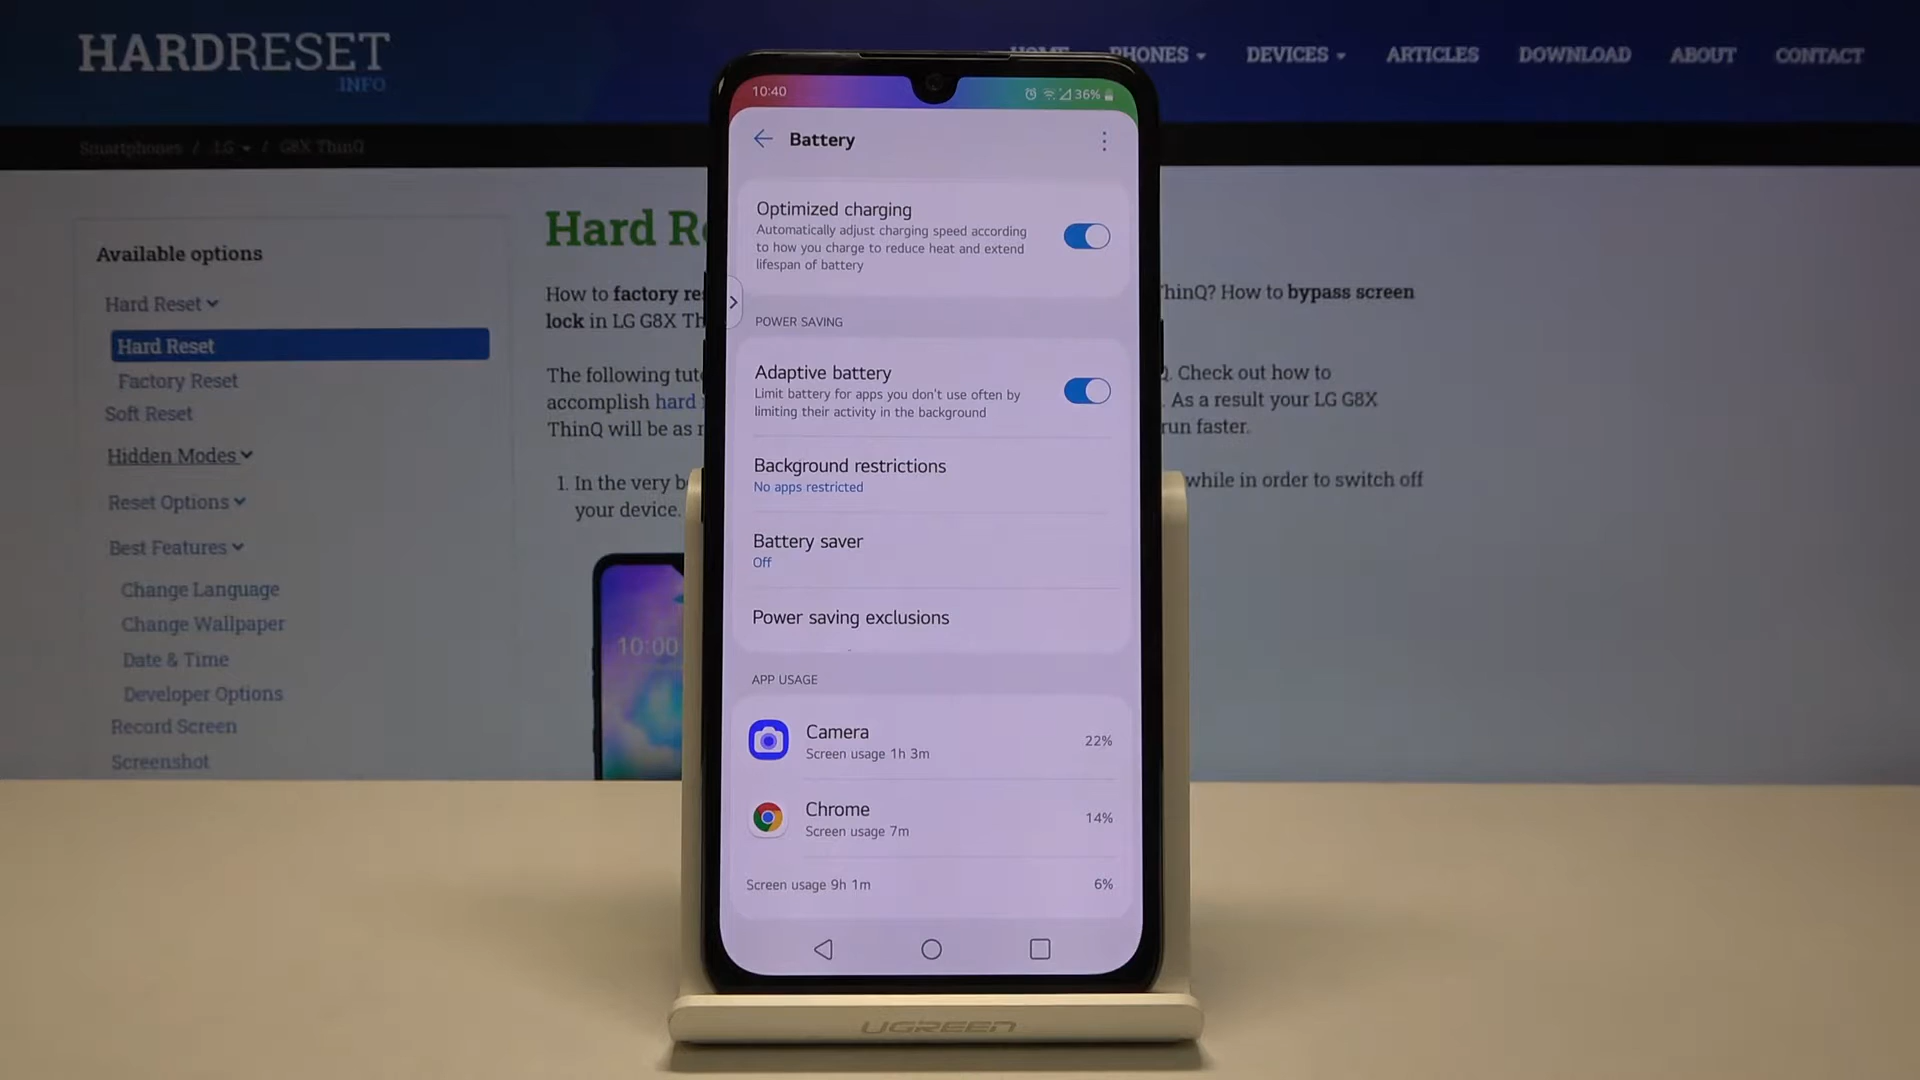 HARDRESET
INFO
HOME PHONES DEVICES ARTICLES DOWNLOAD ABOUT CONTACT
Smartphones / LG / G8X ThinQ
Available options
Hard Reset
Hard Reset
Factory Reset
Soft Reset
Hidden Modes
Reset Options
Best Features
Change Language
Change Wallpaper
Date & Time
Developer Options
Record Screen
Screenshot
Hard R
How to factory re
lock in LG G8X Th
hinQ? How to bypass screen
The following tut
accomplish hard
ThinQ will be as
. Check out how to
. As a result your LG G8X
run faster.
1. In the very b
your device.
while in order to switch off
10:00
10:40
36%
Battery
Optimized charging
Automatically adjust charging speed according
to how you charge to reduce heat and extend
lifespan of battery
POWER SAVING
Adaptive battery
Limit battery for apps you don't use often by
limiting their activity in the background
Background restrictions
No apps restricted
Battery saver
Off
Power saving exclusions
APP USAGE
Camera
Screen usage 1h 3m
22%
Chrome
Screen usage 7m
14%
Screen usage 9h 1m
6%
UGREEN